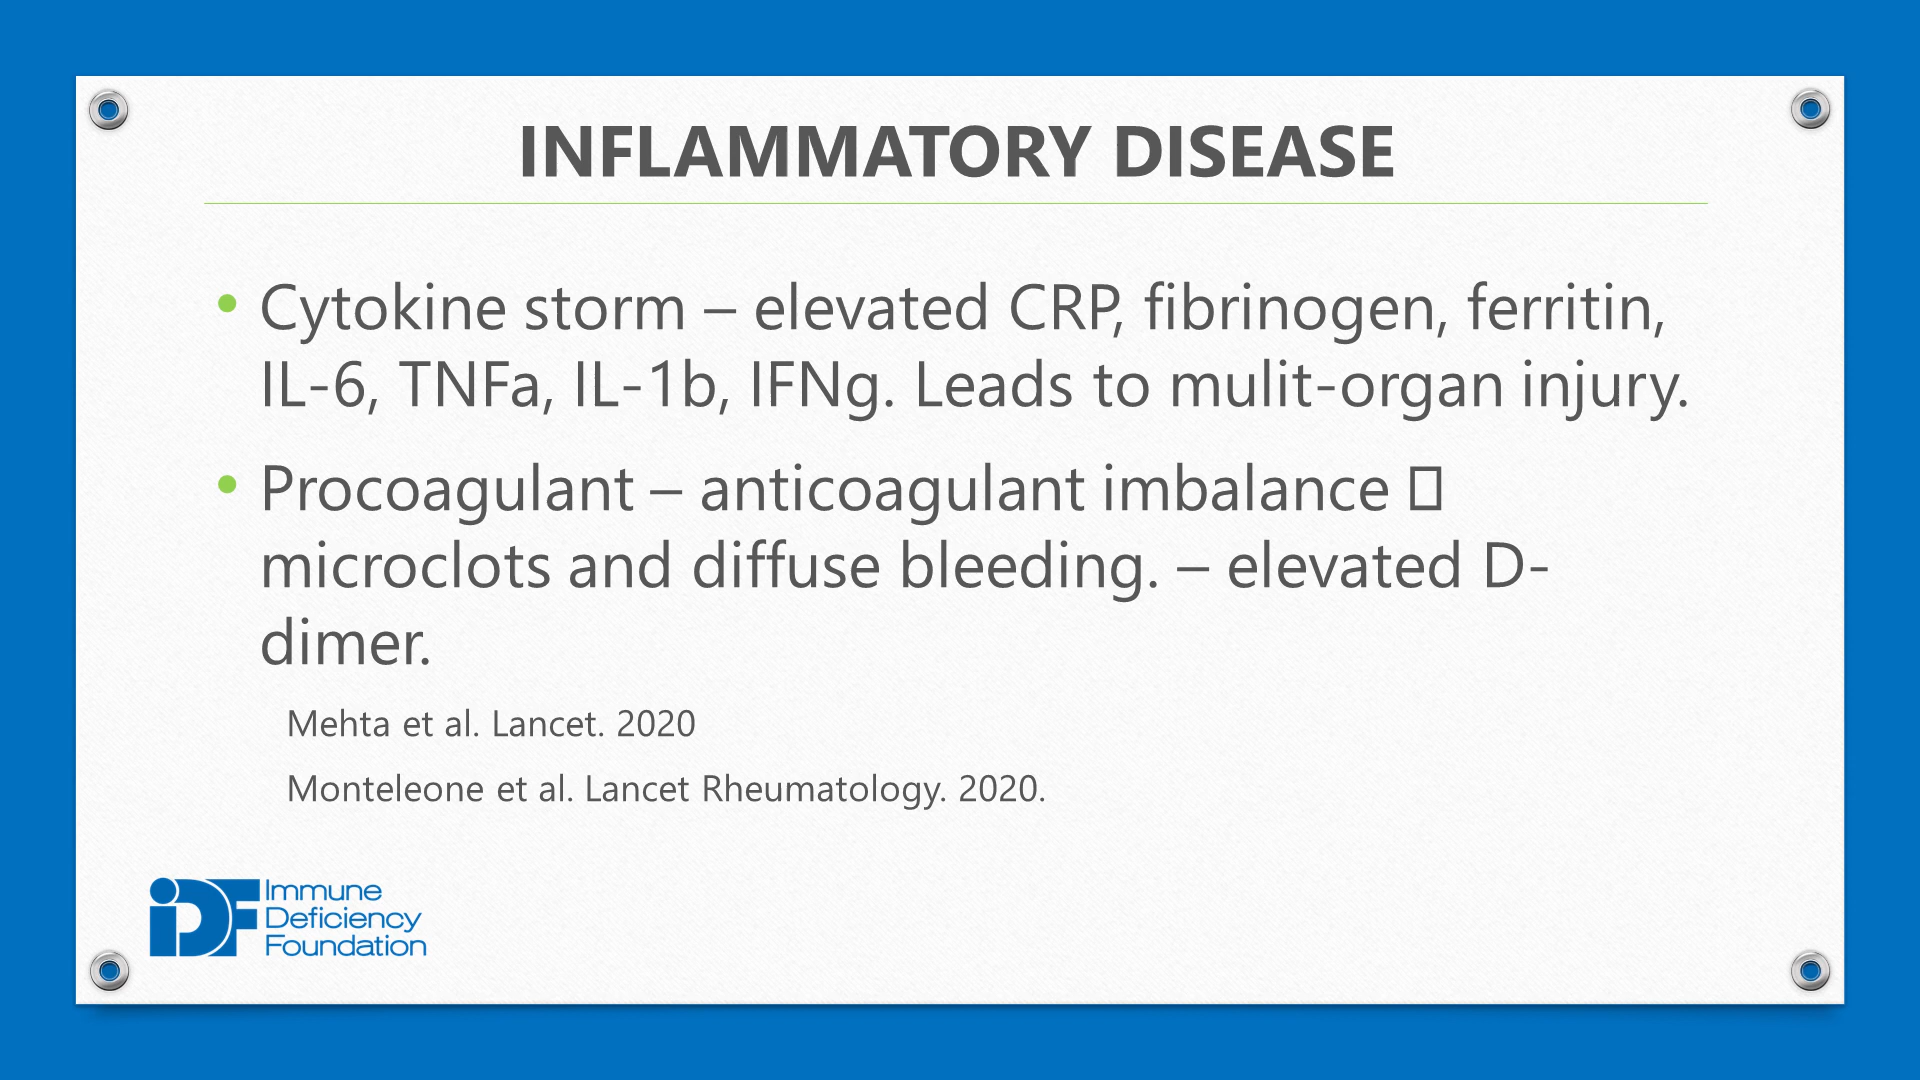 INFLAMMATORY DISEASE
• Cytokine storm – elevated CRP, fibrinogen, ferritin,
IL-6, TNFa, IL-1b, IFNg. Leads to mulit-organ injury.
• Procoagulant – anticoagulant imbalance □
microclots and diffuse bleeding. – elevated D-
dimer.
Mehta et al. Lancet. 2020
Monteleone et al. Lancet Rheumatology. 2020.
iDF Immune
Deficiency
Foundation